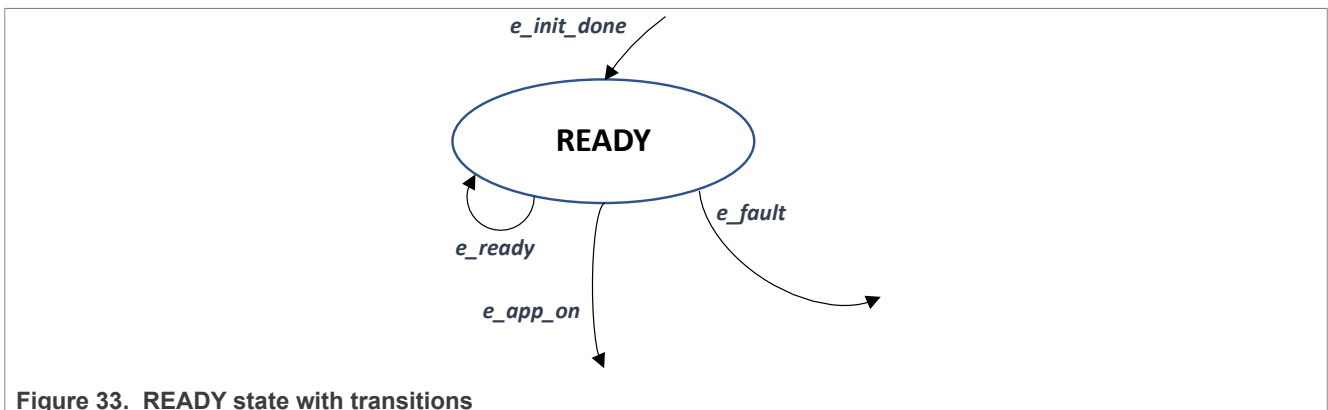 e_init_done
READY
e_fault
e_ready
e_app_on
Figure 33. READY state with transitions